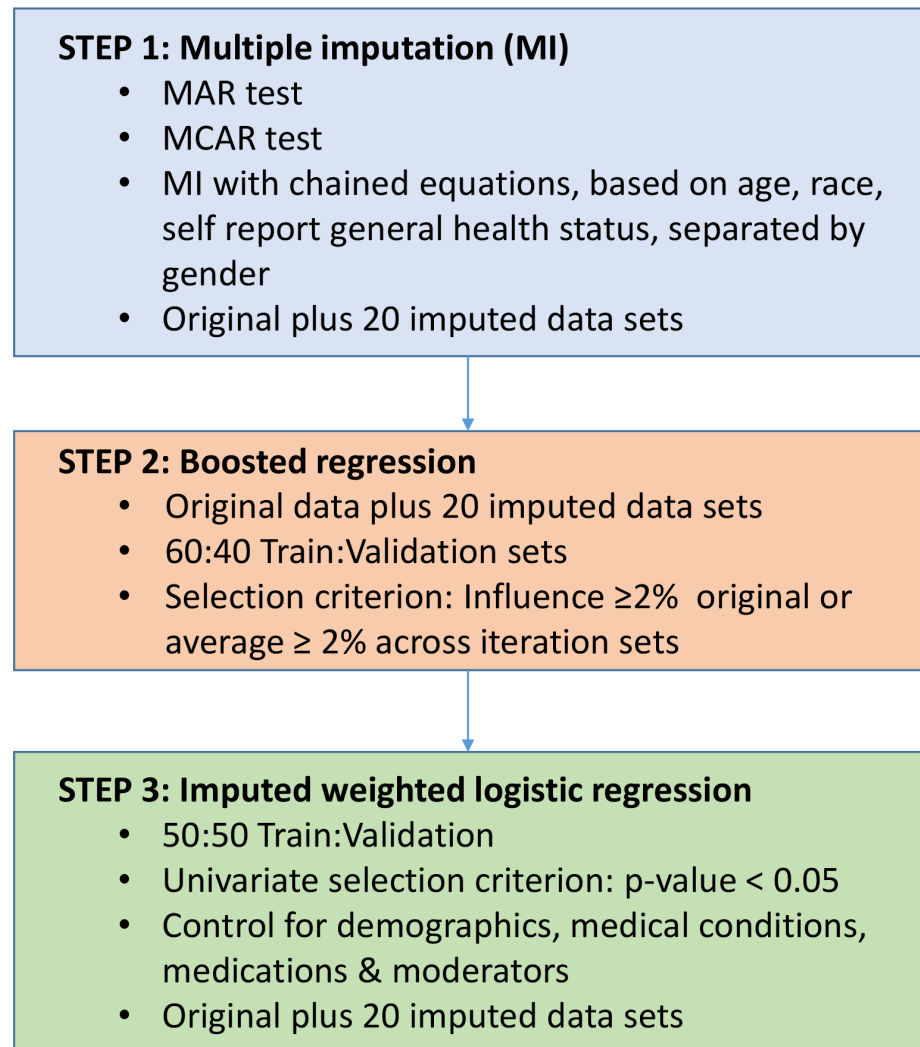 STEP 1: Multiple imputation (MI)
• MAR test
• MCAR test
• MI with chained equations, based on age, race,
self report general health status, separated by
gender
• Original plus 20 imputed data sets
STEP 2: Boosted regression
• Original data plus 20 imputed data sets
• 60:40 Train:Validation sets
• Selection criterion: Influence ≥2%  original or
average ≥ 2% across iteration sets
STEP 3: Imputed weighted logistic regression
• 50:50 Train:Validation
• Univariate selection criterion: p-value < 0.05
• Control for demographics, medical conditions,
medications & moderators
• Original plus 20 imputed data sets